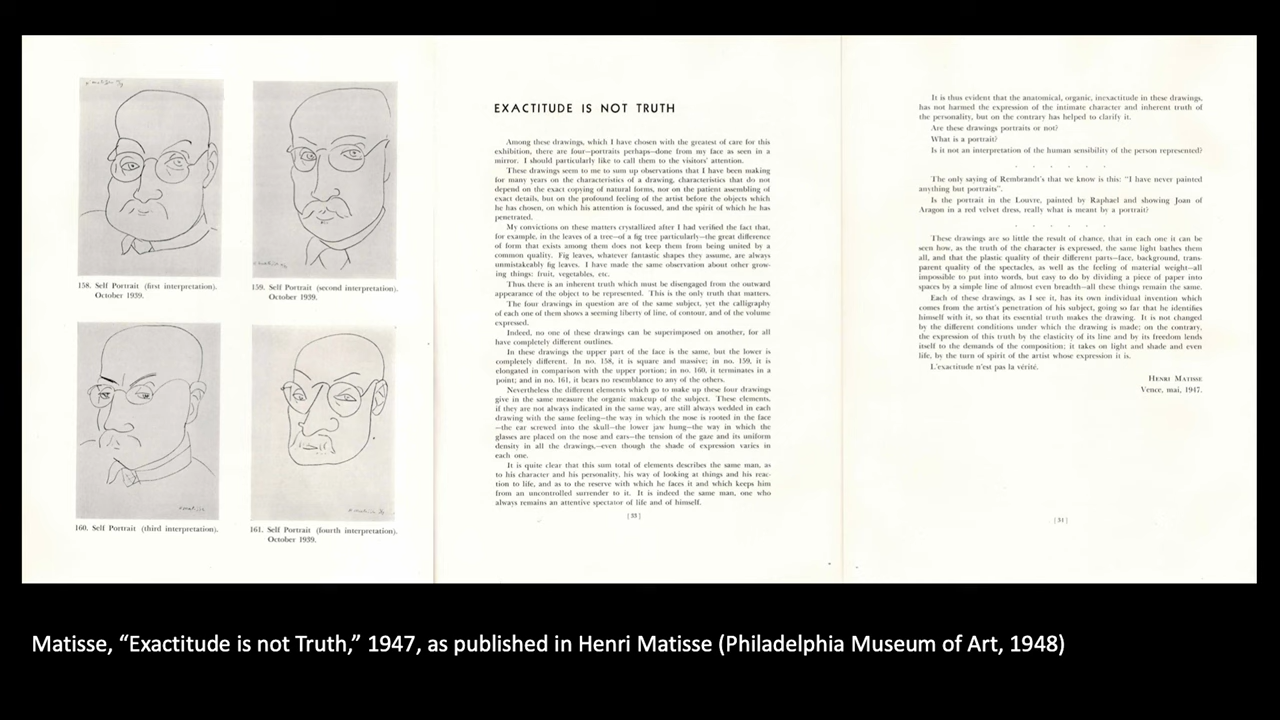 158. Self Portrait (first interpretation).
October 1939.
159. Self Portrait (second interpretation).
October 1939.
160. Self Portrait (third interpretation).
161. Self Portrait (fourth interpretation).
October 1939.
EXACTITUDE IS NOT TRUTH
Among these drawings, which I have chosen with the greatest of care for this
exhibition, there are four—portraits perhaps—done from my face as seen in a
mirror. I should particularly like to call them to the visitors' attention.
These drawings seem to me to sum up observations that I have been making
for many years on the characteristics of a drawing, characteristics that do not
depend on the exact copying of natural forms, nor on the patient assembling of
exact details, but on the profound feeling of the artist before the objects which
he has chosen, on which his attention is focussed, and the spirit of which he has
penetrated.
My convictions on these matters crystallized after I had verified the fact that,
for example, in the leaves of a tree—of a fig tree particularly—the great difference
of form that exists among them does not keep them from being united by a
common quality. Fig leaves, whatever fantastic shapes they assume, are always
unmistakeably fig leaves. I have made the same observation about other grow-
ing things: fruit, vegetables, etc.
Thus there is an inherent truth which must be disengaged from the outward
appearance of the object to be represented. This is the only truth that matters.
The four drawings in question are of the same subject, yet the calligraphy
of each one of them shows a seeming liberty of line, of contour, and of the volume
expressed.
Indeed, no one of these drawings can be superimposed on another, for all
have completely different outlines.
In these drawings the upper part of the face is the same, but the lower is
completely different. In no. 158, it is square and massive; in no. 159, it is
elongated in comparison with the upper portion; in no. 160, it terminates in a
point; and in no. 161, it bears no resemblance to any of the others.
Nevertheless the different elements which go to make up these four drawings
give in the same measure the organic makeup of the subject. These elements,
if they are not always indicated in the same way, are still always wedded in each
drawing with the same feeling—the way in which the nose is rooted in the face
—the ear screwed into the skull—the lower jaw hung—the way in which the
glasses are placed on the nose and ears—the tension of the gaze and its uniform
density in all the drawings,—even though the shade of expression varies in
each one.
It is quite clear that this sum total of elements describes the same man, as
to his character and his personality, his way of looking at things and his reac-
tion to life, and as to the reserve with which he faces it and which keeps him
from an uncontrolled surrender to it. It is indeed the same man, one who
always remains an attentive spectator of life and of himself.
[ 33 ]
It is thus evident that the anatomical, organic, inexactitude in these drawings,
has not harmed the expression of the intimate character and inherent truth of
the personality, but on the contrary has helped to clarify it.
Are these drawings portraits or not?
What is a portrait?
Is it not an interpretation of the human sensibility of the person represented?
. . . . . .
The only saying of Rembrandt's that we know is this: "I have never painted
anything but portraits".
Is the portrait in the Louvre, painted by Raphael and showing Joan of
Aragon in a red velvet dress, really what is meant by a portrait?
. . . . . .
These drawings are so little the result of chance, that in each one it can be
seen how, as the truth of the character is expressed, the same light bathes them
all, and that the plastic quality of their different parts—face, background, trans-
parent quality of the spectacles, as well as the feeling of material weight—all
impossible to put into words, but easy to do by dividing a piece of paper into
spaces by a simple line of almost even breadth—all these things remain the same.
Each of these drawings, as I see it, has its own individual invention which
comes from the artist's penetration of his subject, going so far that he identifies
himself with it, so that its essential truth makes the drawing. It is not changed
by the different conditions under which the drawing is made; on the contrary,
the expression of this truth by the elasticity of its line and by its freedom lends
itself to the demands of the composition; it takes on light and shade and even
life, by the turn of spirit of the artist whose expression it is.
L'exactitude n'est pas la vérité.
HENRI MATISSE
Vence, mai, 1947.
Matisse, “Exactitude is not Truth,” 1947, as published in Henri Matisse (Philadelphia Museum of Art, 1948)